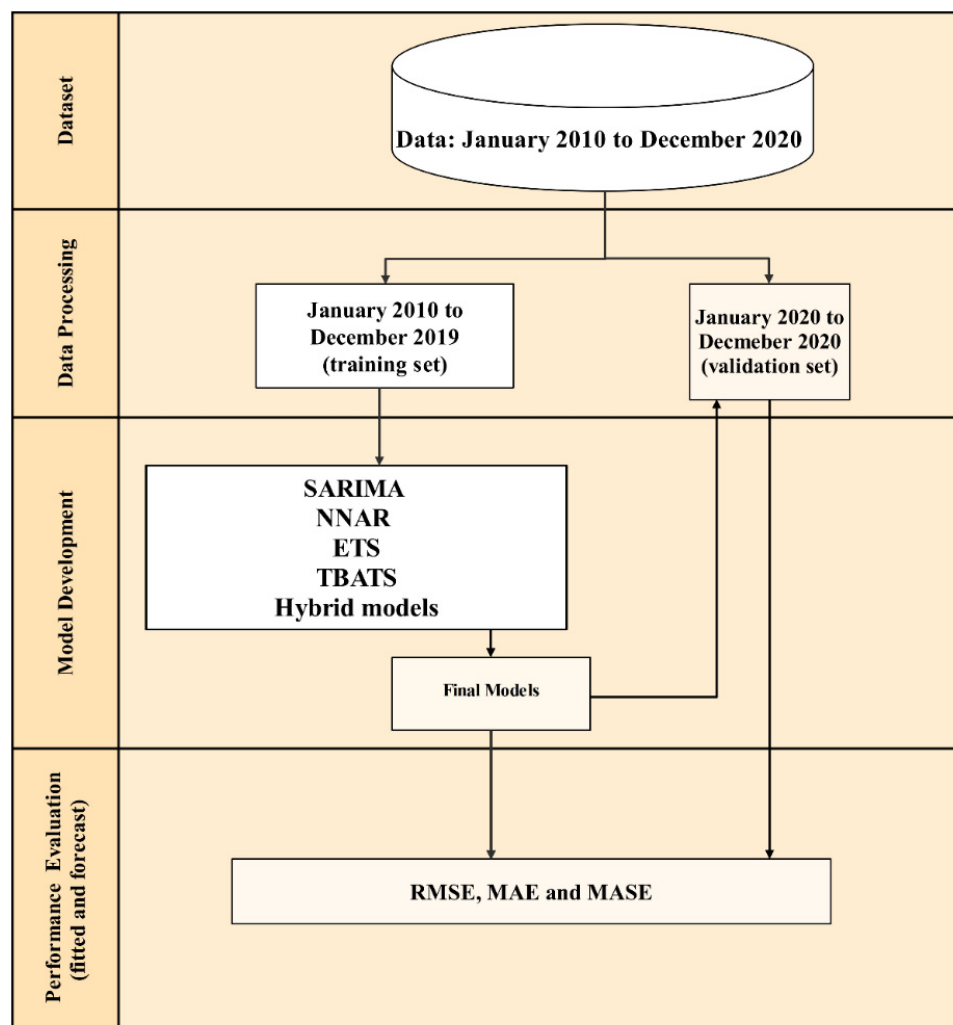 Dataset
Data: January 2010 to December 2020
Data Processing
January 2010 to
December 2019
(training set)
January 2020 to
Decmeber 2020
(validation set)
Model Development
SARIMA
NNAR
ETS
TBATS
Hybrid models
Final Models
Performance Evaluation
(fitted and forecast)
RMSE, MAE and MASE